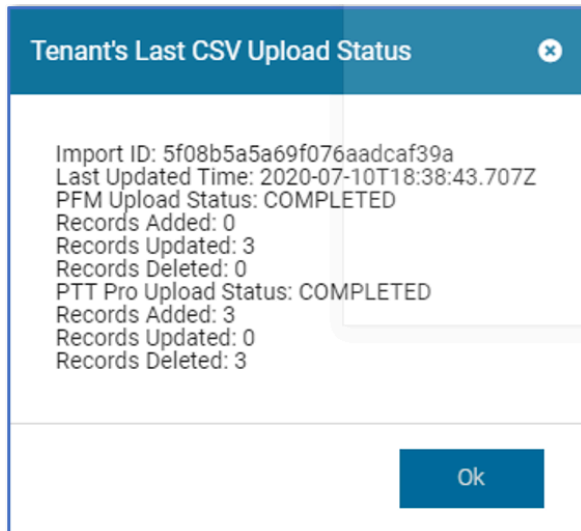 Tenant's Last CSV Upload Status
Import ID: 5f08b5a5a69f076aadcaf39a
Last Updated Time: 2020-07-10T18:38:43.707Z
PFM Upload Status: COMPLETED
Records Added: 0
Records Updated: 3
Records Deleted: 0
PTT Pro Upload Status: COMPLETED
Records Added: 3
Records Updated: 0
Records Deleted: 3
Ok